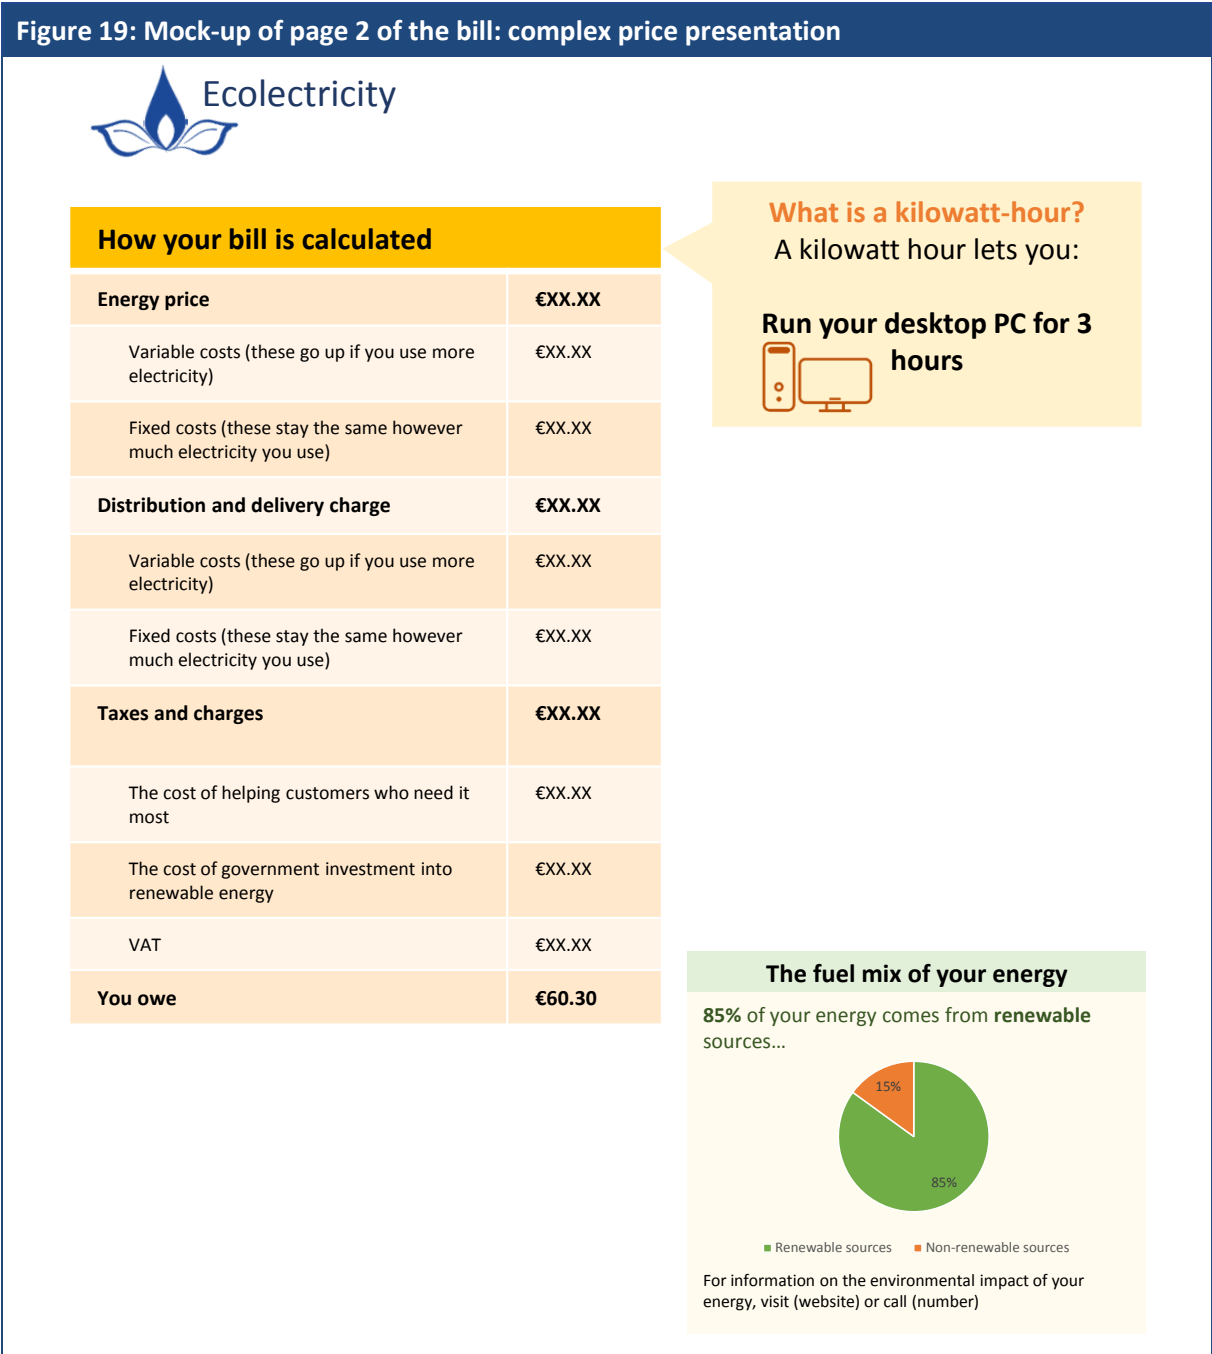 Figure 19: Mock-up of page 2 of the bill: complex price presentation
Ecolectricity
How your bill is calculated
Energy price €XX.XX
Variable costs (these go up if you use more €XX.XX
electricity)
Fixed costs (these stay the same however €XX.XX
much electricity you use)
Distribution and delivery charge €XX.XX
Variable costs (these go up if you use more €XX.XX
electricity)
Fixed costs (these stay the same however €XX.XX
much electricity you use)
Taxes and charges €XX.XX
The cost of helping customers who need it €XX.XX
most
The cost of government investment into €XX.XX
renewable energy
VAT €XX.XX
You owe €60.30
What is a kilowatt-hour?
A kilowatt hour lets you:
Run your desktop PC for 3
hours
The fuel mix of your energy
85% of your energy comes from renewable
sources...
15%
85%
Renewable sources Non-renewable sources
For information on the environmental impact of your
energy, visit (website) or call (number)